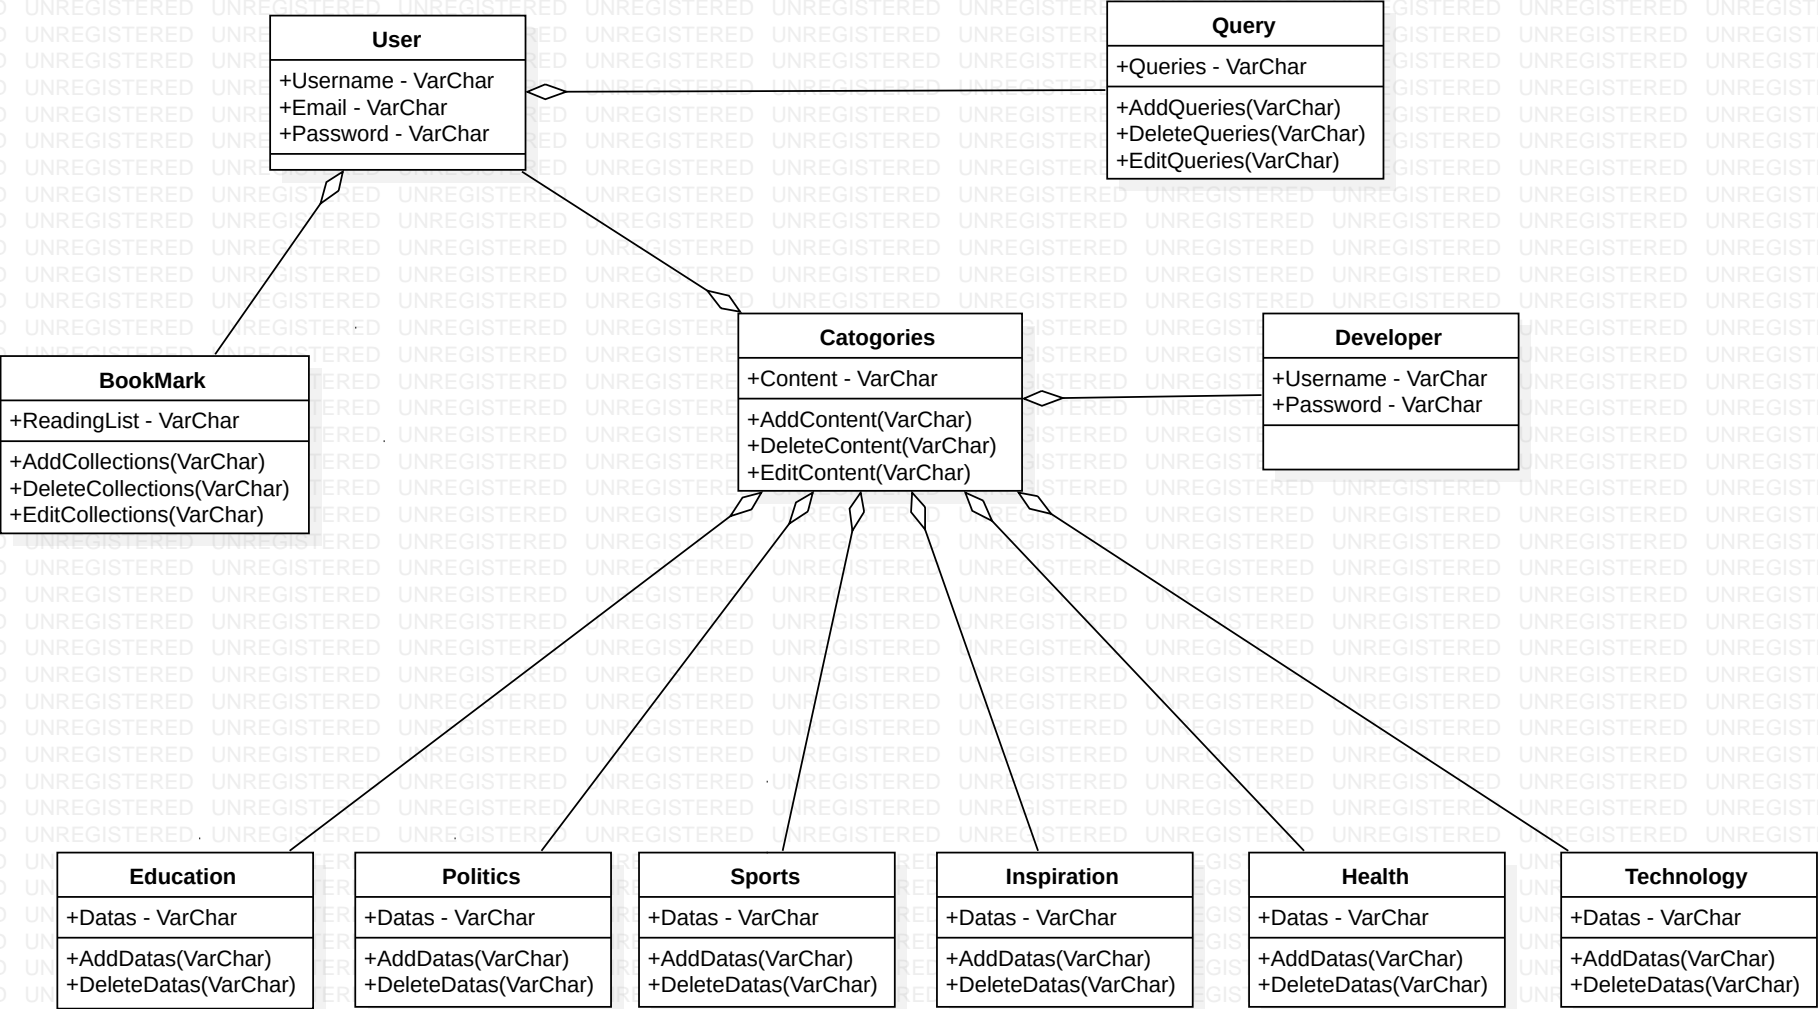 User
+Username - VarChar
+Email - VarChar
+Password - VarChar
Query
+Queries - VarChar
+AddQueries(VarChar)
+DeleteQueries(VarChar)
+EditQueries(VarChar)
BookMark
+ReadingList - VarChar
+AddCollections(VarChar)
+DeleteCollections(VarChar)
+EditCollections(VarChar)
Catogories
+Content - VarChar
+AddContent(VarChar)
+DeleteContent(VarChar)
+EditContent(VarChar)
Developer
+Username - VarChar
+Password - VarChar
Education
+Datas - VarChar
+AddDatas(VarChar)
+DeleteDatas(VarChar)
Politics
+Datas - VarChar
+AddDatas(VarChar)
+DeleteDatas(VarChar)
Sports
+Datas - VarChar
+AddDatas(VarChar)
+DeleteDatas(VarChar)
Inspiration
+Datas - VarChar
+AddDatas(VarChar)
+DeleteDatas(VarChar)
Health
+Datas - VarChar
+AddDatas(VarChar)
+DeleteDatas(VarChar)
Technology
+Datas - VarChar
+AddDatas(VarChar)
+DeleteDatas(VarChar)
UNREGISTERED